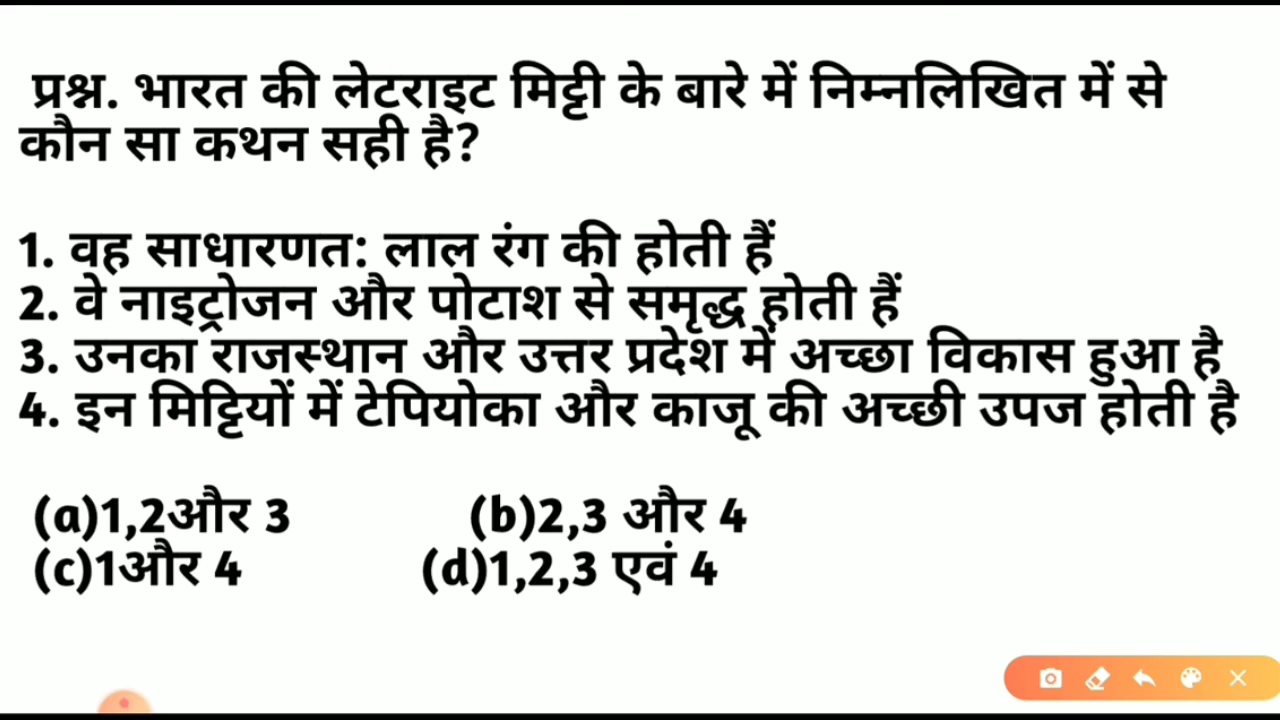 प्रश्न. भारत की लेटराइट मिट्टी के बारे में निम्नलिखित में से
कौन सा कथन सही है?
1. वह साधारणत: लाल रंग की होती हैं
2. वे नाइट्रोजन और पोटाश से समृद्ध होती हैं
3. उनका राजस्थान और उत्तर प्रदेश में अच्छा विकास हुआ है
4. इन मिट्टियों में टेपियोका और काजू की अच्छी उपज होती है
(a)1,2और 3 (b)2,3 और 4
(c)1और 4 (d)1,2,3 एवं 4